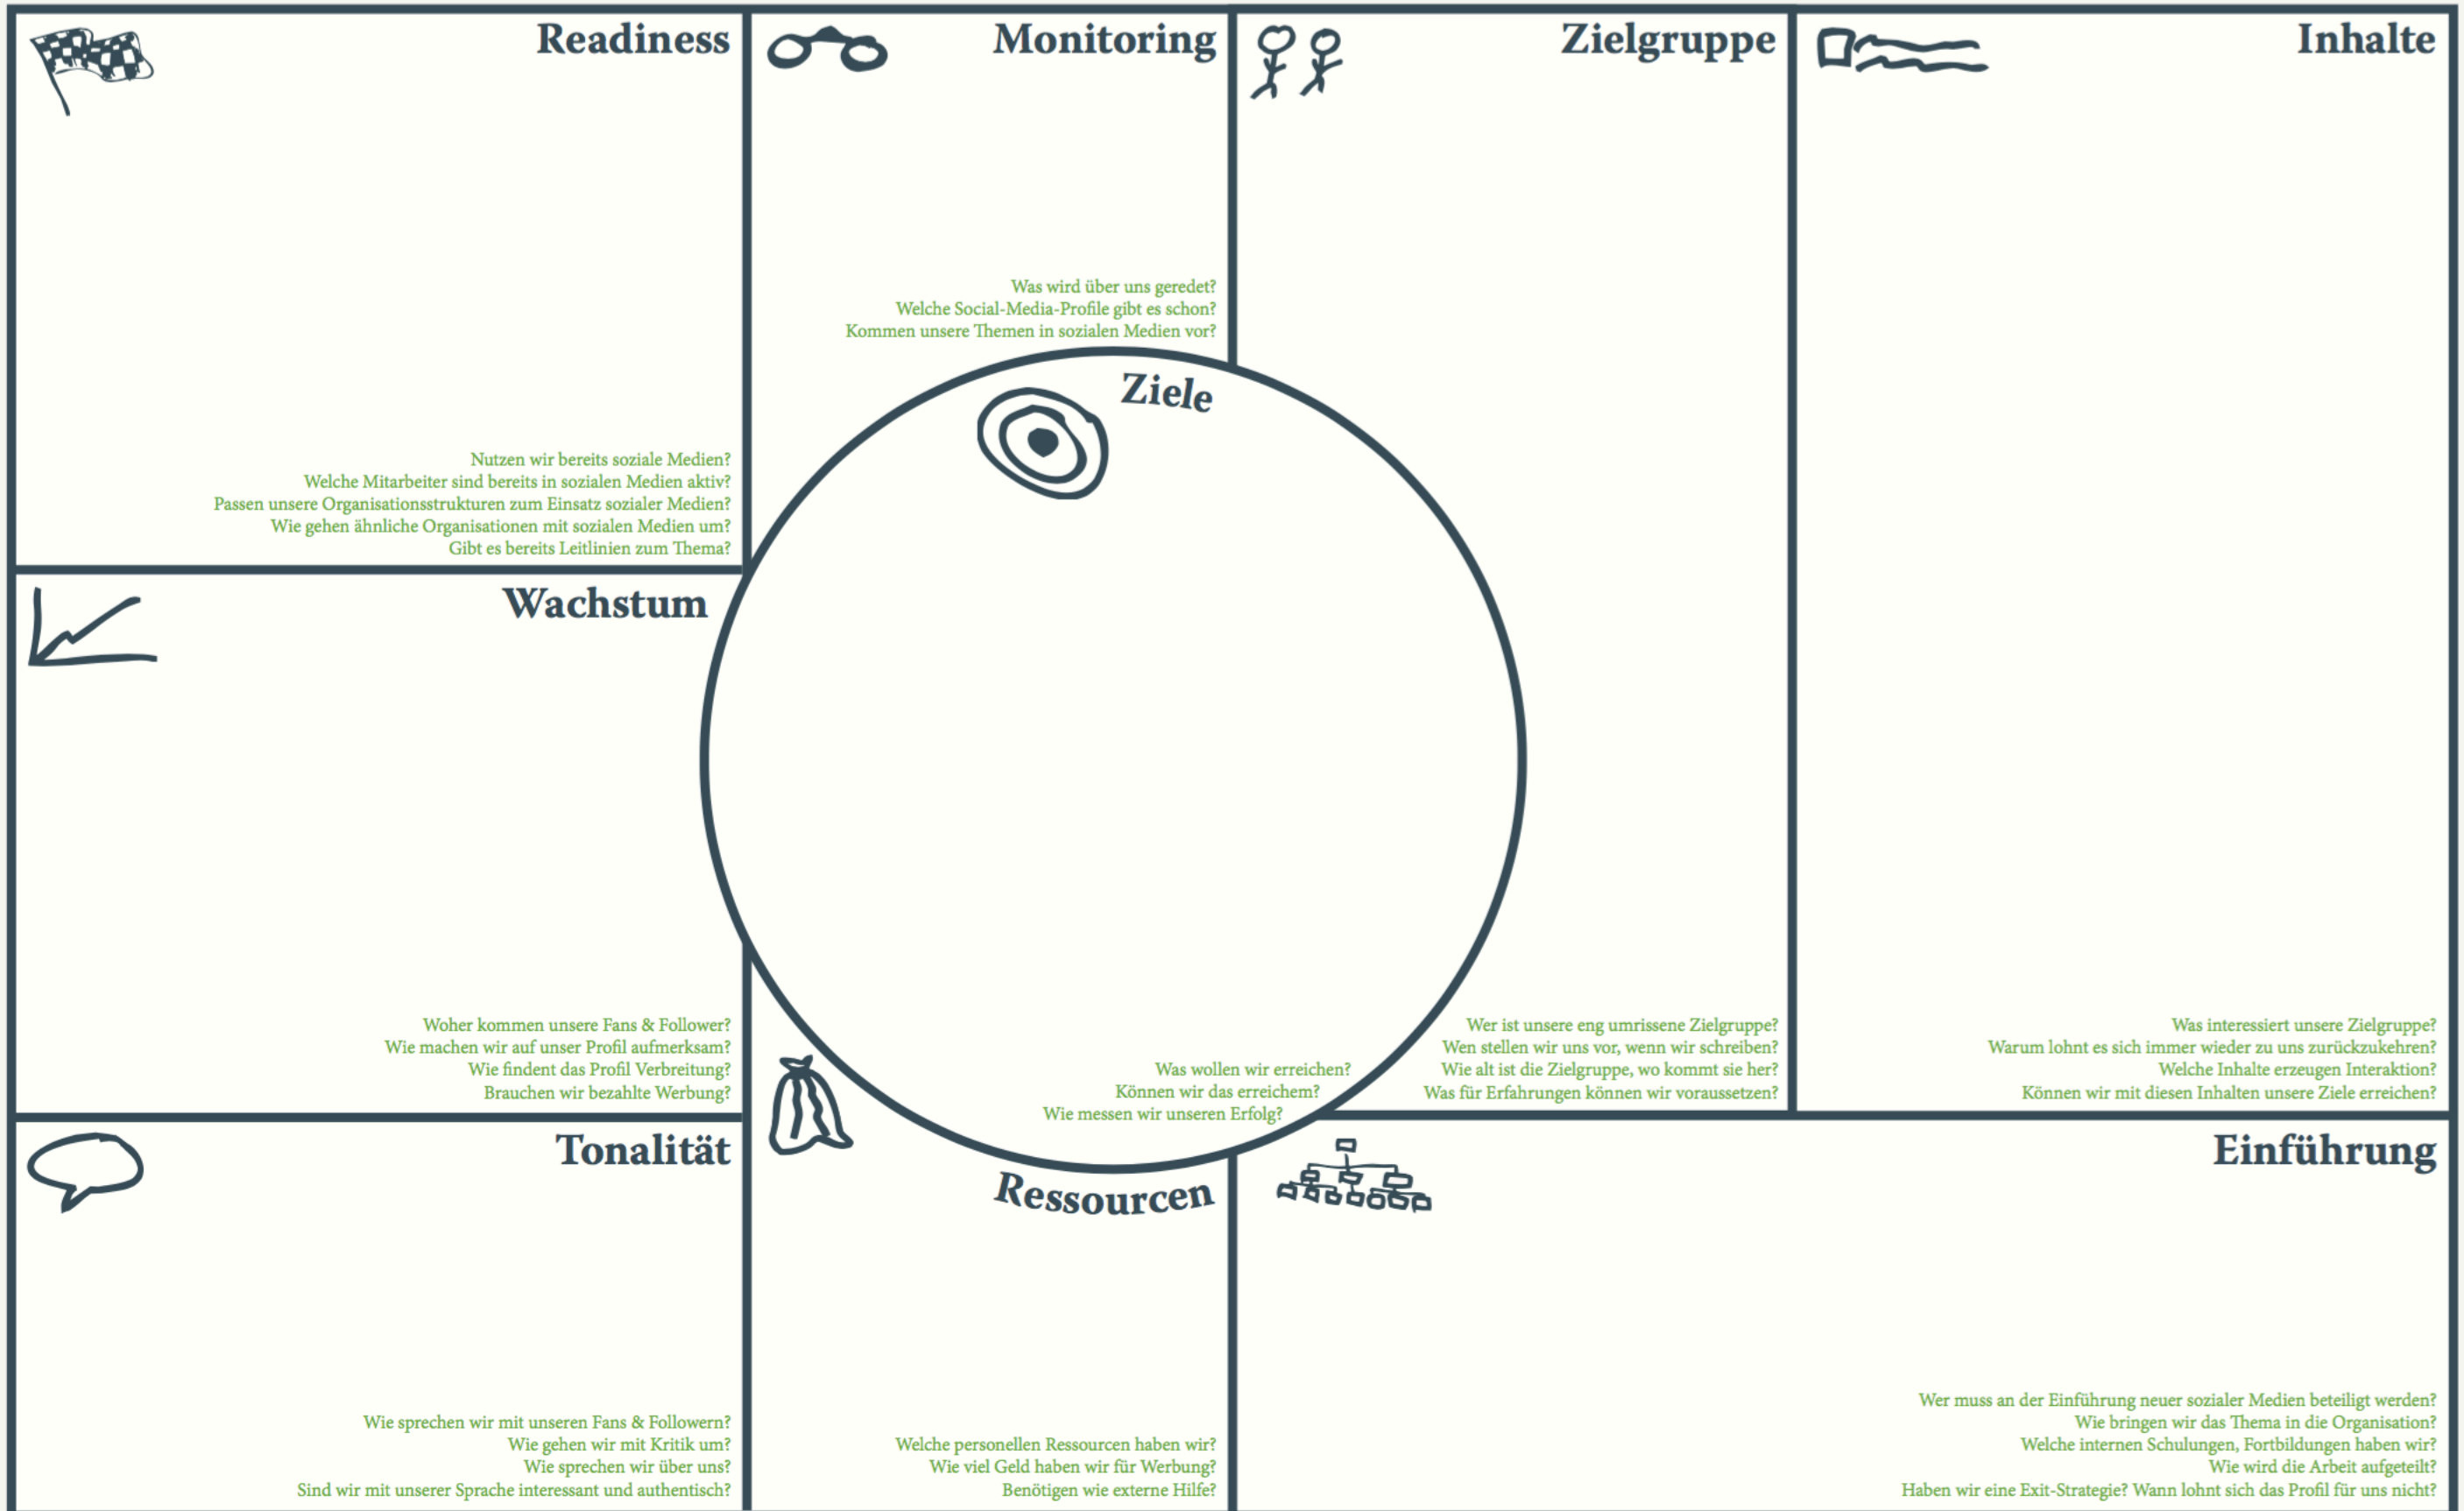 Readiness
Nutzen wir bereits soziale Medien?
Welche Mitarbeiter sind bereits in sozialen Medien aktiv?
Passen unsere Organisationsstrukturen zum Einsatz sozialer Medien?
Wie gehen ähnliche Organisationen mit sozialen Medien um?
Gibt es bereits Leitlinien zum Thema?
Monitoring
Was wird über uns geredet?
Welche Social-Media-Profile gibt es schon?
Kommen unsere Themen in sozialen Medien vor?
Zielgruppe
Wer ist unsere eng umrissene Zielgruppe?
Wen stellen wir uns vor, wenn wir schreiben?
Wie alt ist die Zielgruppe, wo kommt sie her?
Was für Erfahrungen können wir voraussetzen?
Inhalte
Was interessiert unsere Zielgruppe?
Warum lohnt es sich immer wieder zu uns zurückzukehren?
Welche Inhalte erzeugen Interaktion?
Können wir mit diesen Inhalten unsere Ziele erreichen?
Ziele
Was wollen wir erreichen?
Können wir das erreichem?
Wie messen wir unseren Erfolg?
Wachstum
Woher kommen unsere Fans & Follower?
Wie machen wir auf unser Profil aufmerksam?
Wie findent das Profil Verbreitung?
Brauchen wir bezahlte Werbung?
Tonalität
Wie sprechen wir mit unseren Fans & Followern?
Wie gehen wir mit Kritik um?
Wie sprechen wir über uns?
Sind wir mit unserer Sprache interessant und authentisch?
Ressourcen
Welche personellen Ressourcen haben wir?
Wie viel Geld haben wir für Werbung?
Benötigen wie externe Hilfe?
Einführung
Wer muss an der Einführung neuer sozialer Medien beteiligt werden?
Wie bringen wir das Thema in die Organisation?
Welche internen Schulungen, Fortbildungen haben wir?
Wie wird die Arbeit aufgeteilt?
Haben wir eine Exit-Strategie? Wann lohnt sich das Profil für uns nicht?